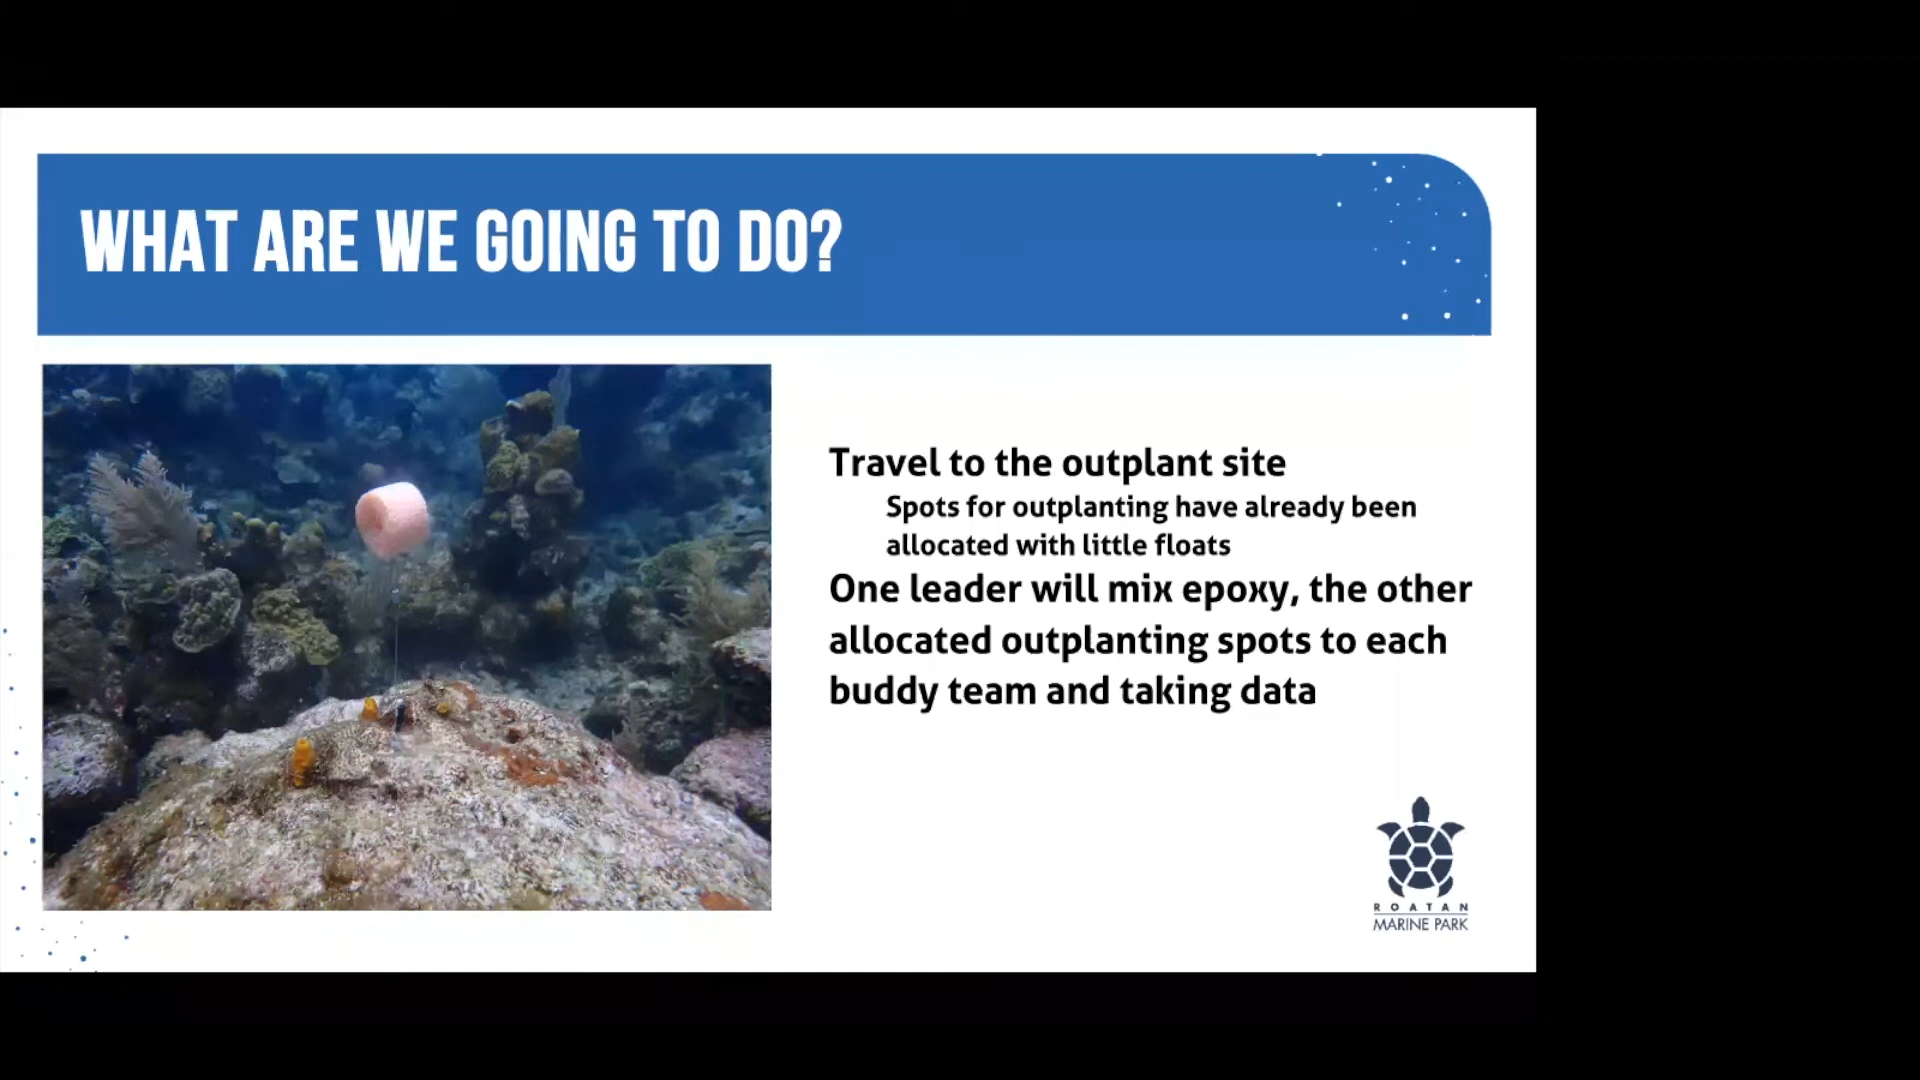 WHAT ARE WE GOING TO DO?
Travel to the outplant site
Spots for outplanting have already been
allocated with little floats
One leader will mix epoxy, the other
allocated outplanting spots to each
buddy team and taking data
ROATAN
MARINE PARK